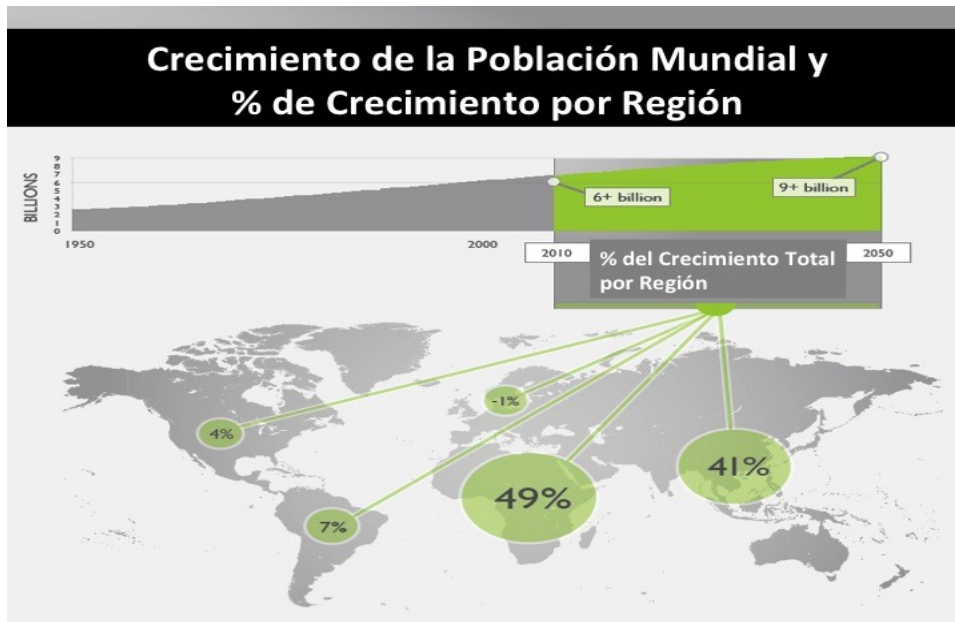 Crecimiento de la Población Mundial y
% de Crecimiento por Región
BILLIONS
9
8
7
6
5
4
3
2
1
0
6+ billion
9+ billion
1950
2000
2010
2050
% del Crecimiento Total
por Región
-1%
4%
49%
41%
7%